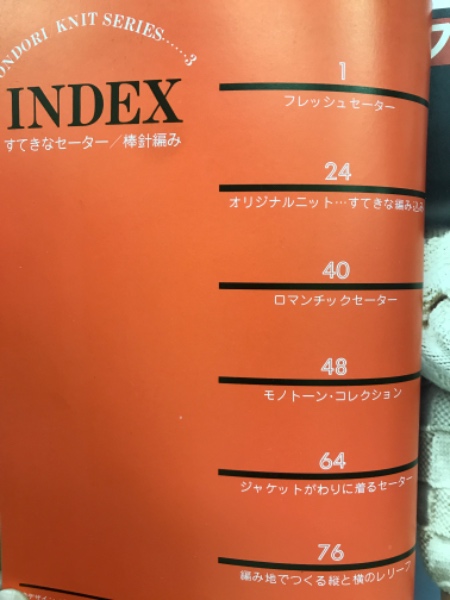 ONDORI KNIT SERIES......3
INDEX
すてきなセーター／棒針編み
1
フレッシュセーター
24
オリジナルニット…すてきな編み込み
40
ロマンチックセーター
48
モノトーン・コレクション
64
ジャケットがわりに着るセーター
76
編み地でつくる縦と横のレリーフ